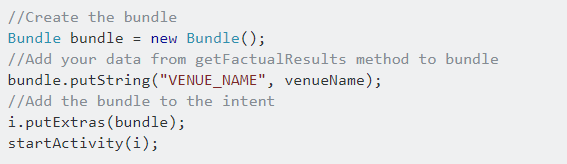 //Create the bundle
Bundle bundle = new Bundle();
//Add your data from getFactualResults method to bundle
bundle.putString("VENUE_NAME", venueName);
//Add the bundle to the intent
i.putExtras(bundle);
startActivity(i);